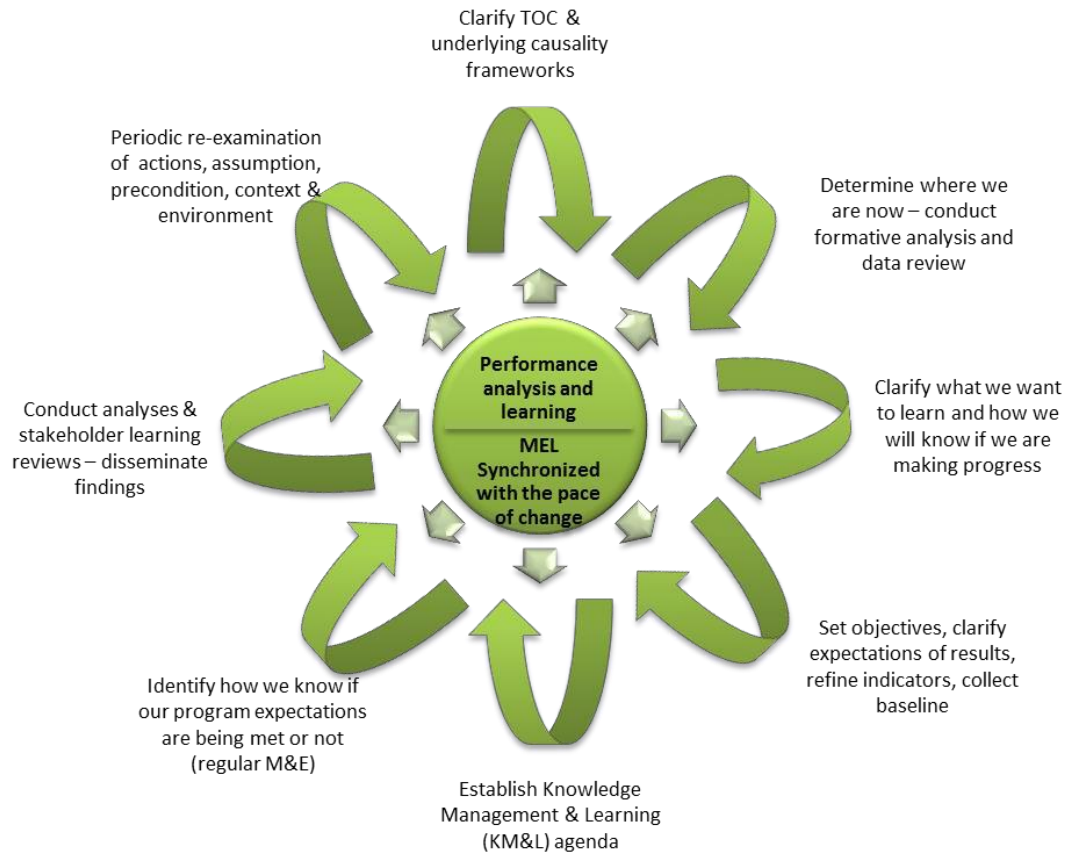 Clarify TOC &
underlying causality
frameworks
Determine where we
are now – conduct
formative analysis and
data review
Clarify what we want
to learn and how we
will know if we are
making progress
Set objectives, clarify
expectations of results,
refine indicators, collect
baseline
Establish Knowledge
Management & Learning
(KM&L) agenda
Identify how we know if
our program expectations
are being met or not
(regular M&E)
Conduct analyses &
stakeholder learning
reviews – disseminate
findings
Periodic re-examination
of actions, assumption,
precondition, context &
environment
Performance
analysis and
learning
MEL
Synchronized
with the pace
of change